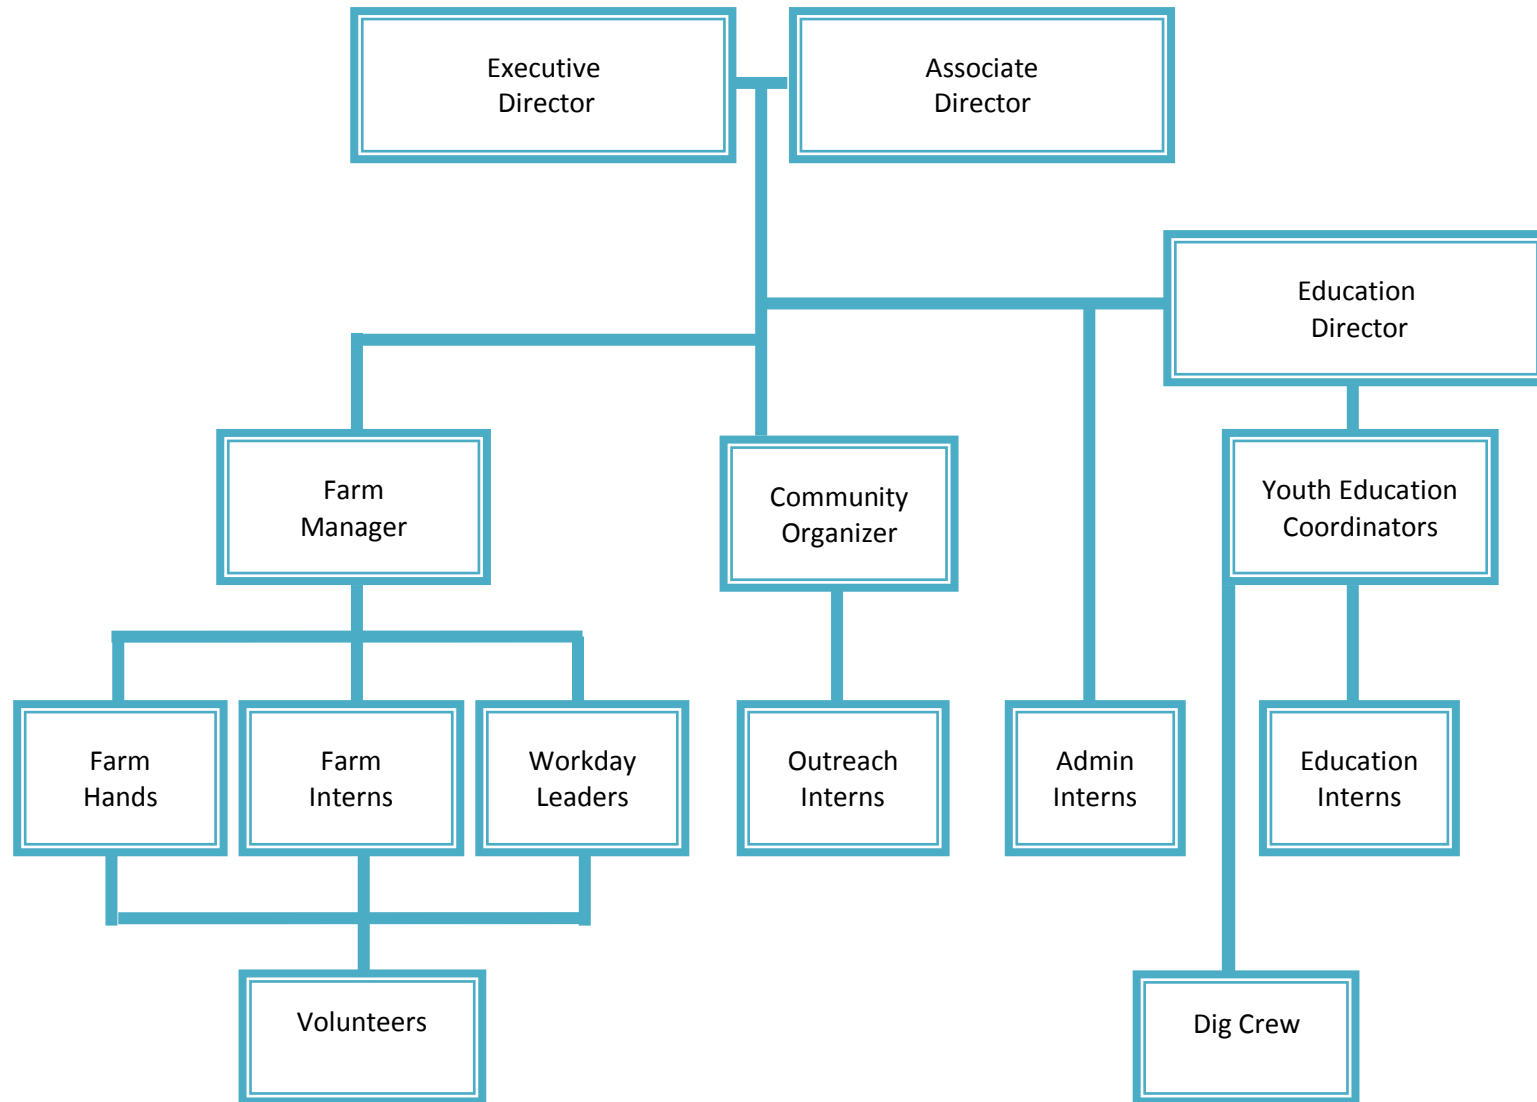 Executive
Director
Associate
Director
Education
Director
Farm
Manager
Community
Organizer
Youth Education
Coordinators
Farm
Hands
Farm
Interns
Workday
Leaders
Outreach
Interns
Admin
Interns
Education
Interns
Volunteers
Dig Crew